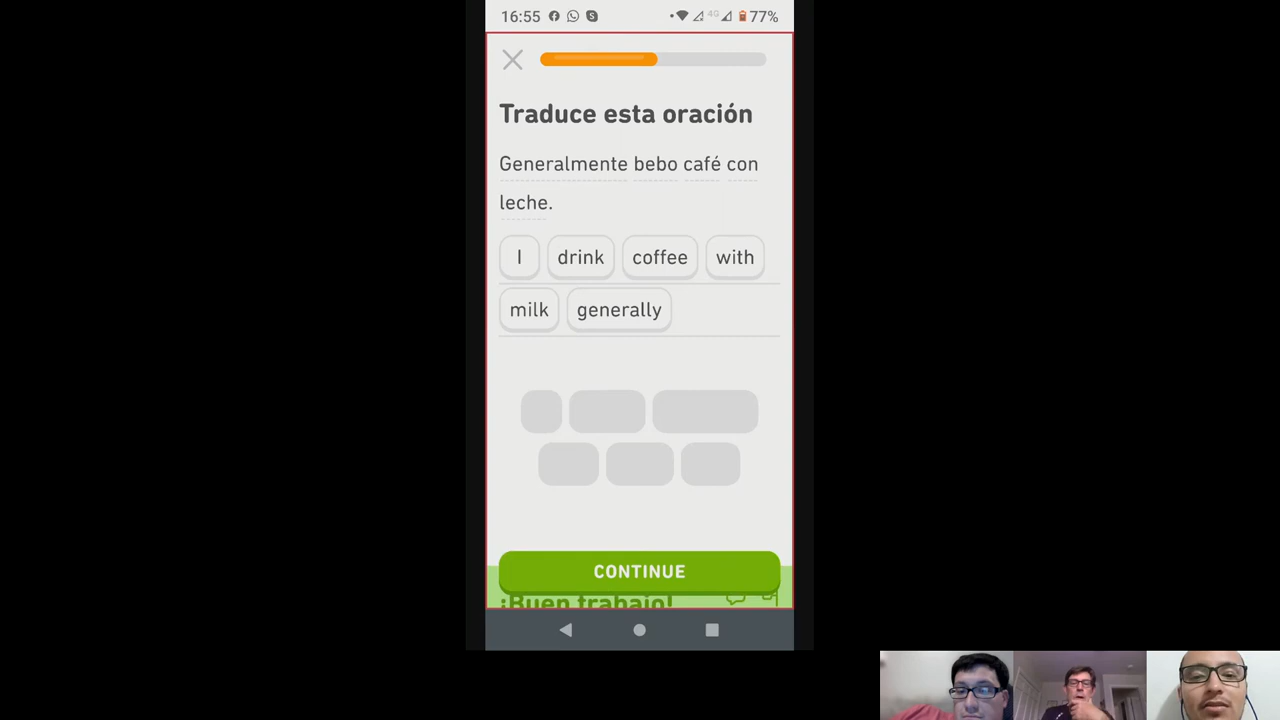 16:55 4G 77%
Traduce esta oración
Generalmente bebo café con
leche.
I drink coffee with
milk generally
CONTINUE
¡Buen trabajo!